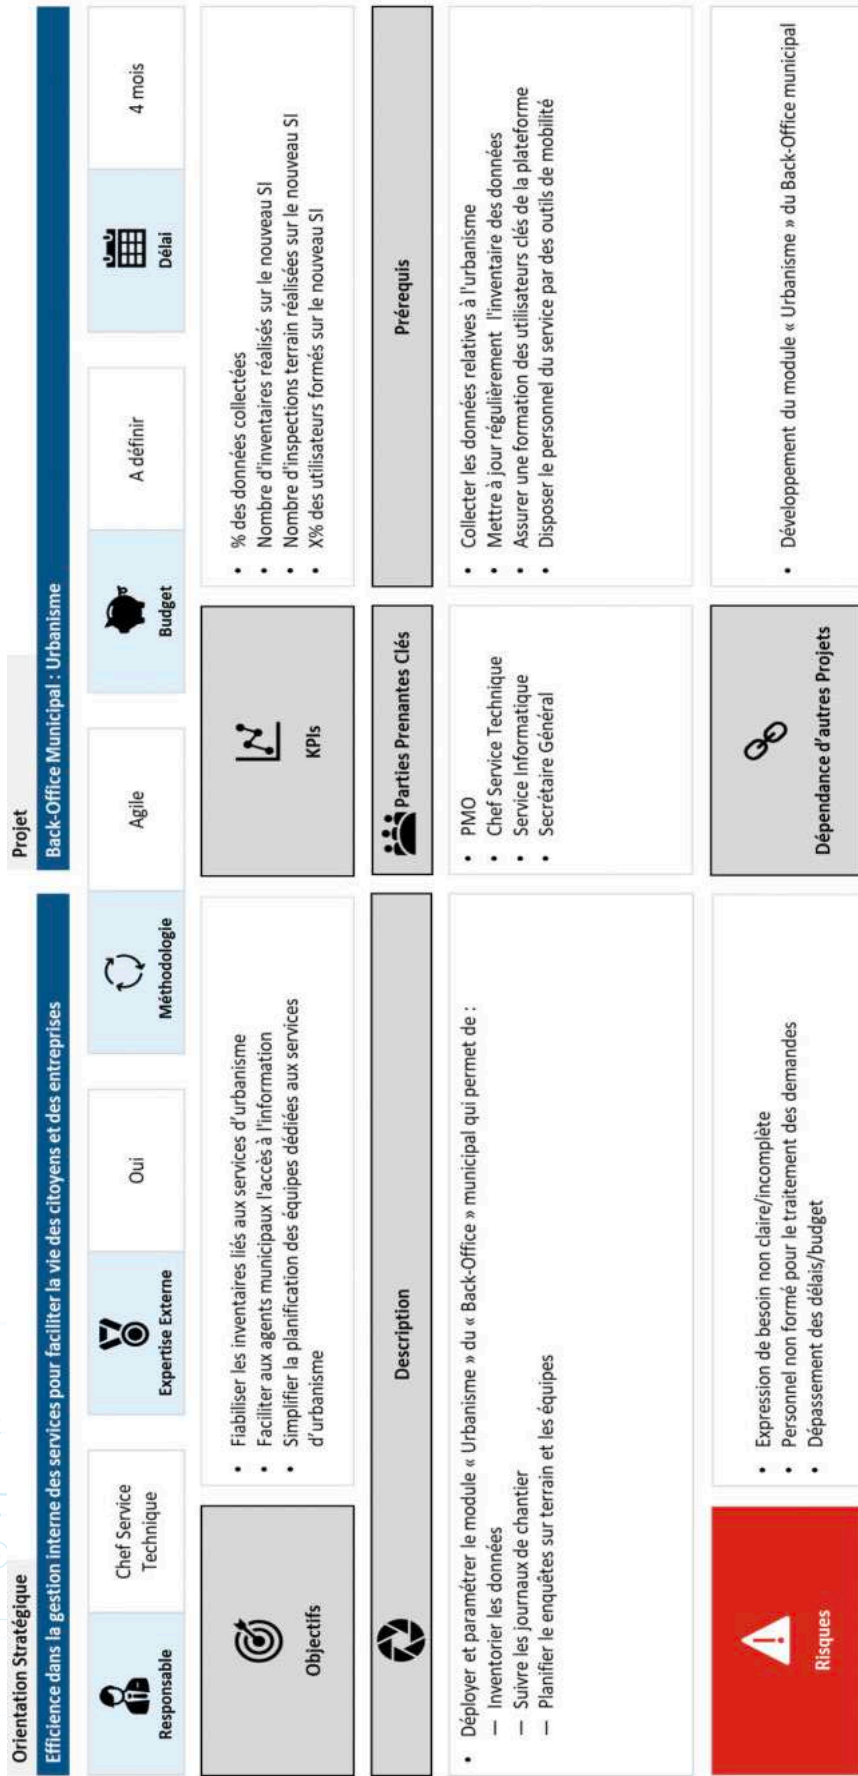 Orientation Stratégique
Projet
Efficience dans la gestion interne des services pour faciliter la vie des citoyens et des entreprises
Back-Office Municipal : Urbanisme
Responsable
Chef Service
Technique
Expertise Externe
Oui
Méthodologie
Agile
Budget
A définir
Délai
4 mois
Objectifs
• Fiabiliser les inventaires liés aux services d'urbanisme
• Faciliter aux agents municipaux l'accès à l'information
• Simplifier la planification des équipes dédiées aux services
d'urbanisme
KPIs
• % des données collectées
• Nombre d'inventaires réalisés sur le nouveau SI
• Nombre d'inspections terrain réalisées sur le nouveau SI
• X% des utilisateurs formés sur le nouveau SI
Description
• Déployer et paramétrer le module « Urbanisme » du « Back-Office » municipal qui permet de :
— Inventorier les données
— Suivre les journaux de chantier
— Planifier le enquêtes sur terrain et les équipes
Parties Prenantes Clés
• PMO
• Chef Service Technique
• Service Informatique
• Secrétaire Général
Prérequis
• Collecter les données relatives à l'urbanisme
• Mettre à jour régulièrement l'inventaire des données
• Assurer une formation des utilisateurs clés de la plateforme
• Disposer le personnel du service par des outils de mobilité
Risques
• Expression de besoin non claire/incomplète
• Personnel non formé pour le traitement des demandes
• Dépassement des délais/budget
Dépendance d'autres Projets
• Développement du module « Urbanisme » du Back-Office municipal